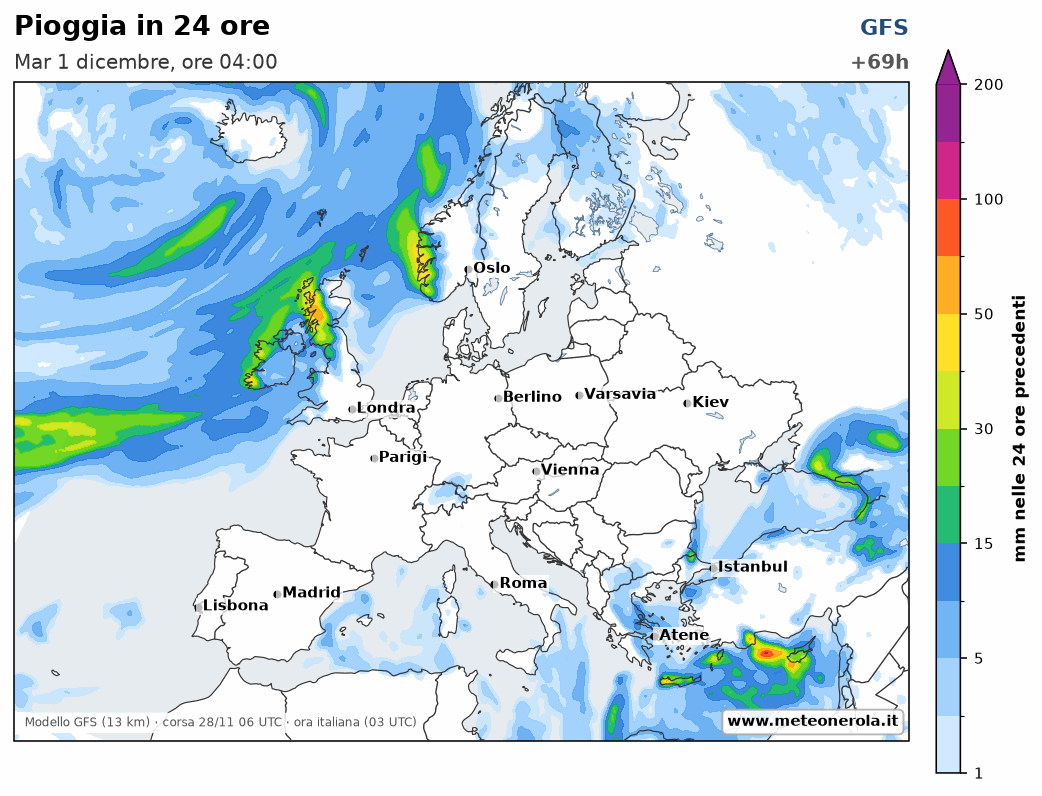 Pioggia in 24 ore
GFS
Mar 1 dicembre, ore 04:00
+69h
200
100
50
30
15
5
1
mm nelle 24 ore precedenti
Oslo
Londra
Berlino
Varsavia
Kiev
Parigi
Vienna
Istanbul
Roma
Madrid
Lisbona
Atene
Modello GFS (13 km) · corsa 28/11 06 UTC · ora italiana (03 UTC)
www.meteonerola.it